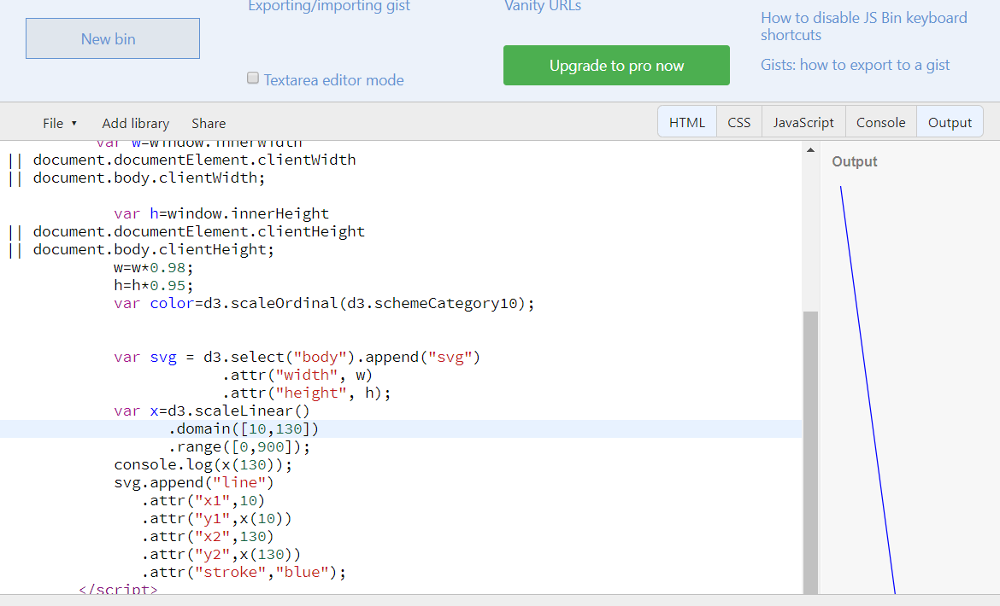 Exporting/importing gist
Vanity URLs
How to disable JS Bin keyboard
shortcuts
New bin
Upgrade to pro now
Gists: how to export to a gist
Textarea editor mode
File ▾ Add library Share HTML CSS JavaScript Console Output
var w=window.innerWidth
|| document.documentElement.clientWidth
|| document.body.clientWidth;
var h=window.innerHeight
|| document.documentElement.clientHeight
|| document.body.clientHeight;
w=w*0.98;
h=h*0.95;
var color=d3.scaleOrdinal(d3.schemeCategory10);
var svg = d3.select("body").append("svg")
.attr("width", w)
.attr("height", h);
var x=d3.scaleLinear()
.domain([10,130])
.range([0,900]);
console.log(x(130));
svg.append("line")
.attr("x1",10)
.attr("y1",x(10))
.attr("x2",130)
.attr("y2",x(130))
.attr("stroke","blue");
</script>
Output